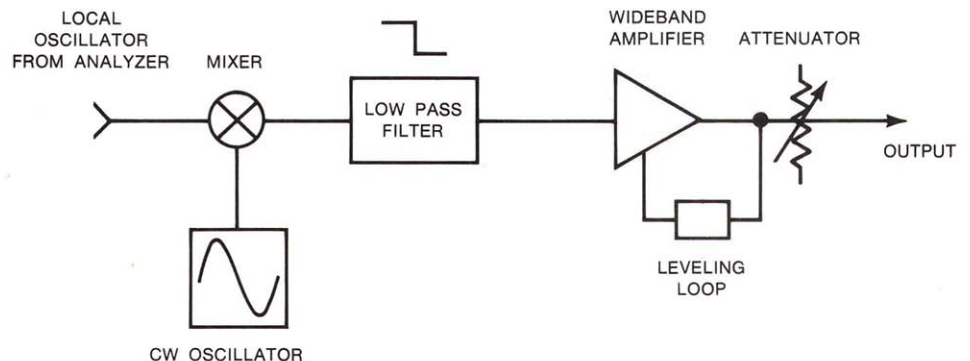 LOCAL
OSCILLATOR
FROM ANALYZER
MIXER
LOW PASS
FILTER
WIDEBAND
AMPLIFIER
ATTENUATOR
OUTPUT
LEVELING
LOOP
CW OSCILLATOR